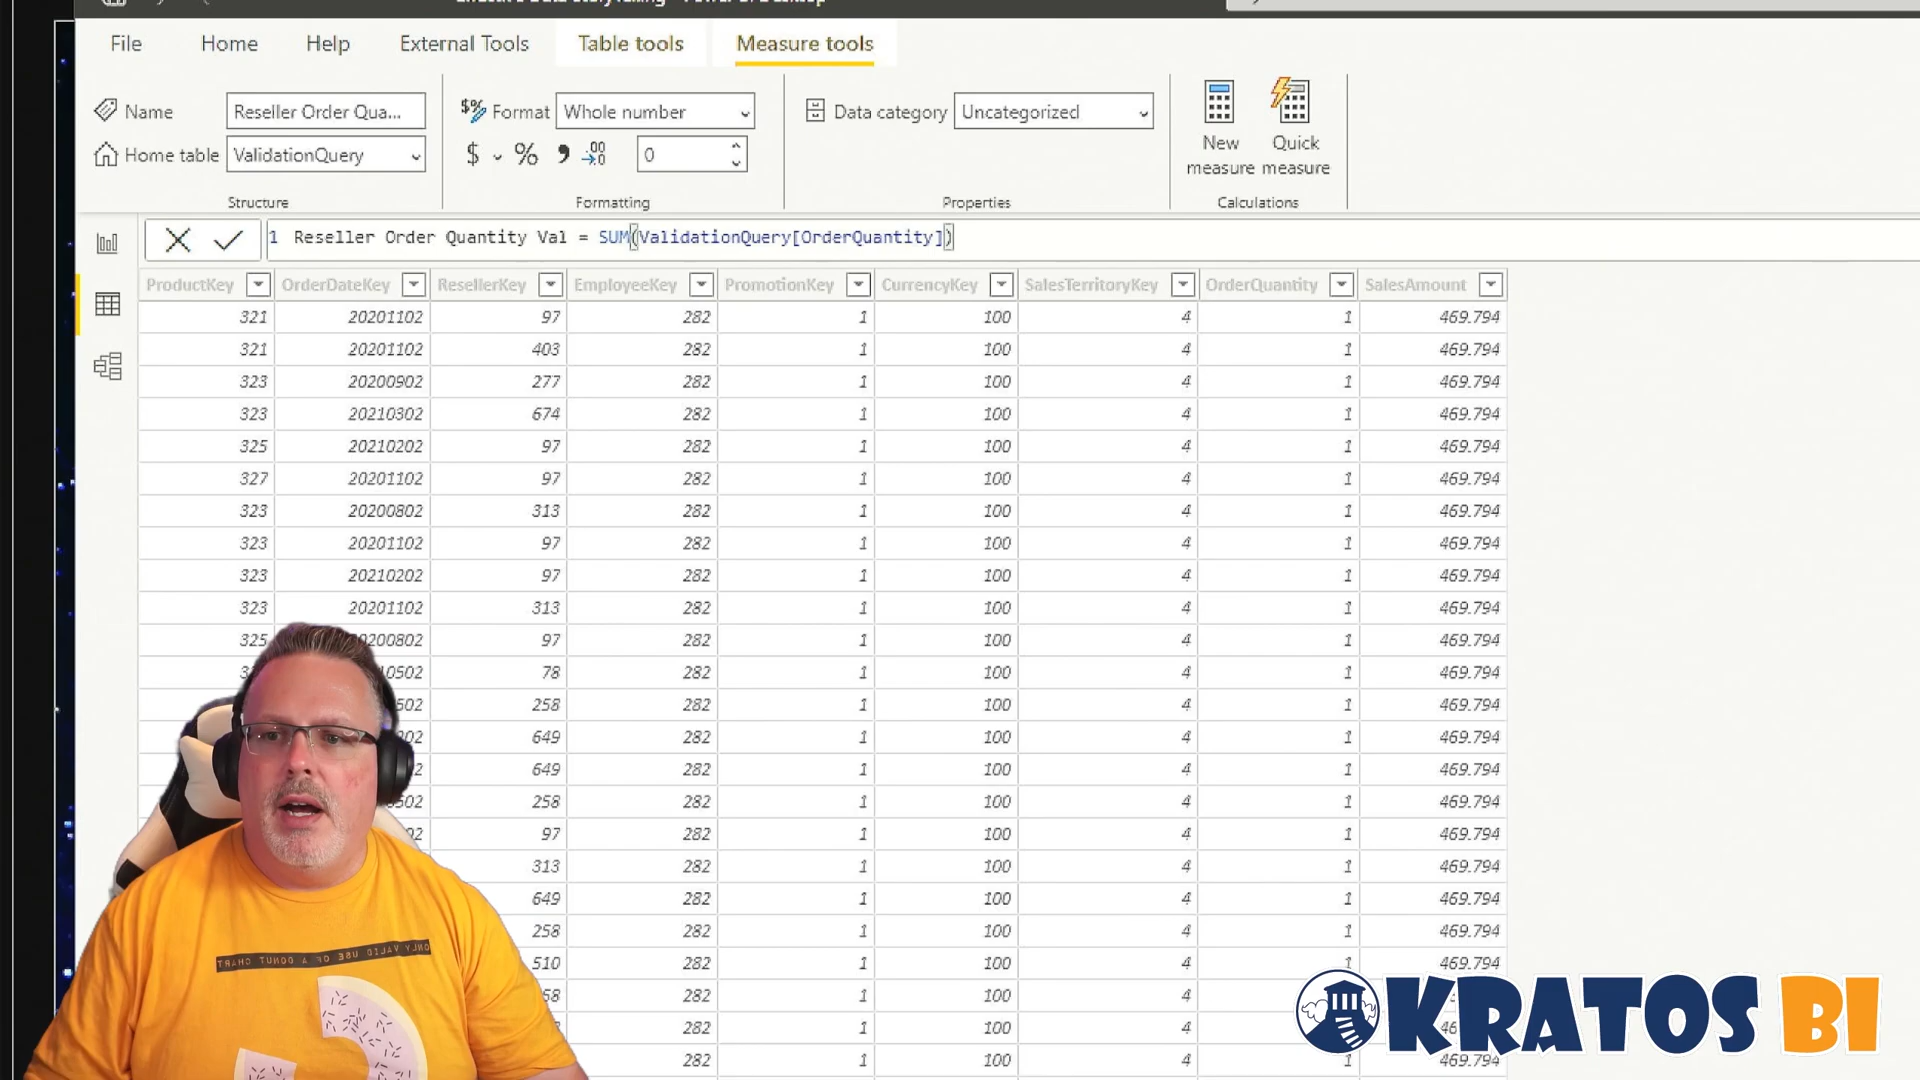 File Home Help External Tools Table tools Measure tools
Name Reseller Order Qua... Format Whole number Data category Uncategorized
Home table ValidationQuery $ % 0 New measure Quick measure
Structure Formatting Properties Calculations
1 Reseller Order Quantity Val = SUM(ValidationQuery[OrderQuantity])
ProductKey OrderDateKey ResellerKey EmployeeKey PromotionKey CurrencyKey SalesTerritoryKey OrderQuantity SalesAmount
321 20201102 97 282 1 100 4 1 469.794
321 20201102 403 282 1 100 4 1 469.794
323 20200902 277 282 1 100 4 1 469.794
323 20210302 674 282 1 100 4 1 469.794
325 20210202 97 282 1 100 4 1 469.794
327 20201102 97 282 1 100 4 1 469.794
323 20200802 313 282 1 100 4 1 469.794
323 20201102 97 282 1 100 4 1 469.794
323 20210202 97 282 1 100 4 1 469.794
323 20201102 313 282 1 100 4 1 469.794
325 97 282 1 100 4 1 469.794
78 282 1 100 4 1 469.794
258 282 1 100 4 1 469.794
649 282 1 100 4 1 469.794
649 282 1 100 4 1 469.794
258 282 1 100 4 1 469.794
97 282 1 100 4 1 469.794
313 282 1 100 4 1 469.794
649 282 1 100 4 1 469.794
258 282 1 100 4 1 469.794
510 282 1 100 4 1 469.794
282 1 100 4
282 1 100 4
282 1 100 4
ONLY VALID USE OF A DONUT CHART
KRATOS BI